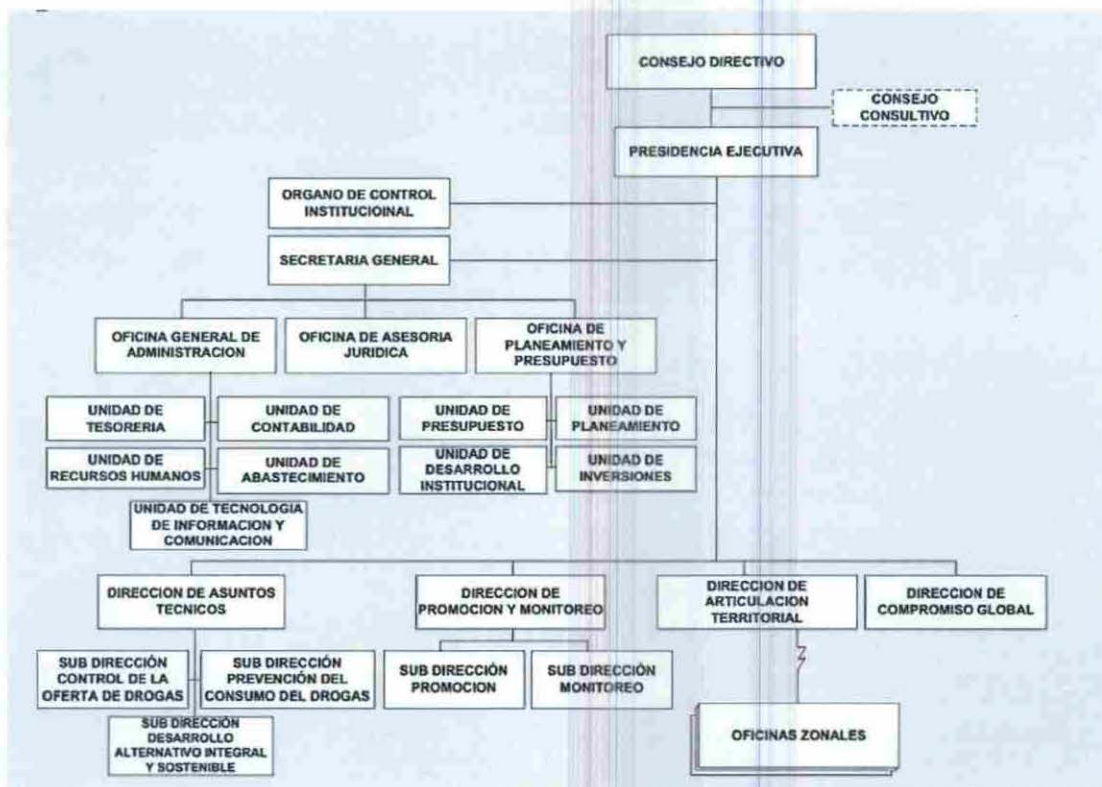 CONSEJO DIRECTIVO
CONSEJO
CONSULTIVO
PRESIDENCIA EJECUTIVA
ORGANO DE CONTROL
INSTITUCIOINAL
SECRETARIA GENERAL
OFICINA GENERAL DE
ADMINISTRACION
OFICINA DE ASESORIA
JURIDICA
OFICINA DE
PLANEAMIENTO Y
PRESUPUESTO
UNIDAD DE
TESORERIA
UNIDAD DE
CONTABILIDAD
UNIDAD DE
PRESUPUESTO
UNIDAD DE
PLANEAMIENTO
UNIDAD DE
RECURSOS HUMANOS
UNIDAD DE
ABASTECIMIENTO
UNIDAD DE
DESARROLLO
INSTITUCIONAL
UNIDAD DE
INVERSIONES
UNIDAD DE TECNOLOGIA
DE INFORMACION Y
COMUNICACION
DIRECCION DE ASUNTOS
TECNICOS
DIRECCION DE
PROMOCION Y MONITOREO
DIRECCION DE
ARTICULACION
TERRITORIAL
DIRECCION DE
COMPROMISO GLOBAL
SUB DIRECCIÓN
CONTROL DE LA
OFERTA DE DROGAS
SUB DIRECCIÓN
PREVENCIÓN DEL
CONSUMO DEL DROGAS
SUB DIRECCIÓN
PROMOCION
SUB DIRECCIÓN
MONITOREO
SUB DIRECCIÓN
DESARROLLO
ALTERNATIVO INTEGRAL
Y SOSTENIBLE
OFICINAS ZONALES